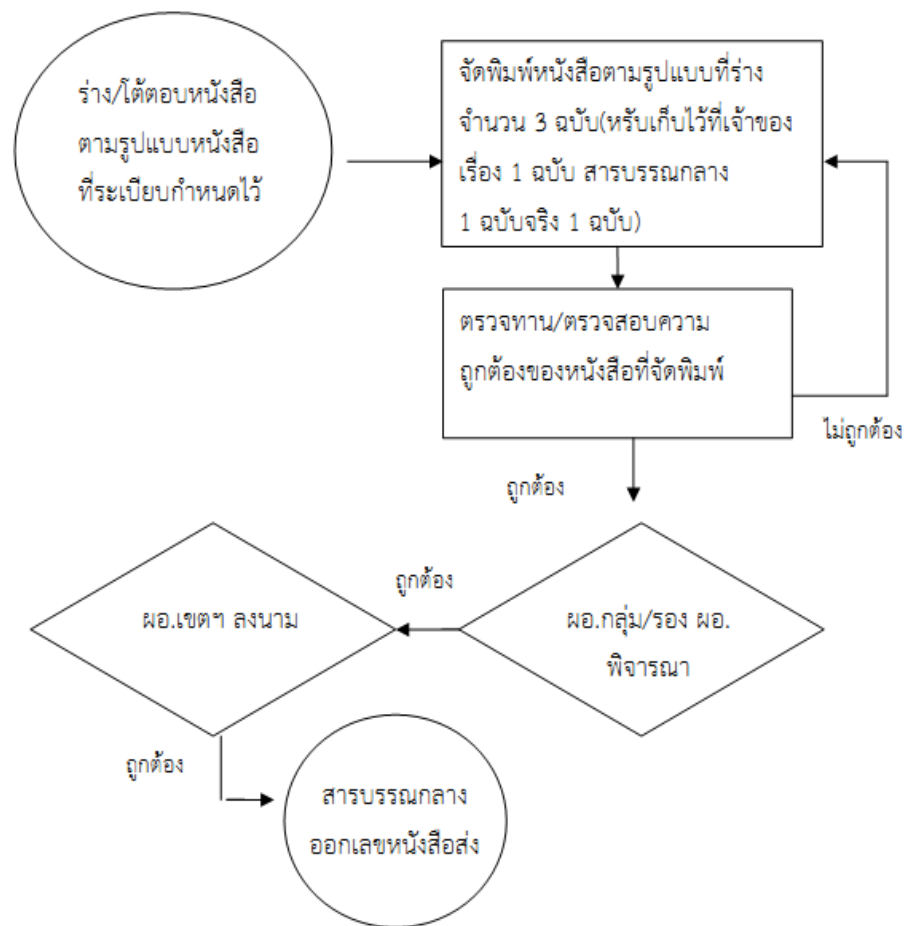 ร่าง/โต้ตอบหนังสือ
ตามรูปแบบหนังสือ
ที่ระเบียบกำหนดไว้
จัดพิมพ์หนังสือตามรูปแบบที่ร่าง
จำนวน 3 ฉบับ(หรับเก็บไว้ที่เจ้าของ
เรื่อง 1 ฉบับ สารบรรณกลาง
1 ฉบับจริง 1 ฉบับ)
ตรวจทาน/ตรวจสอบความ
ถูกต้องของหนังสือที่จัดพิมพ์
ไม่ถูกต้อง
ถูกต้อง
ผอ.กลุ่ม/รอง ผอ.
พิจารณา
ถูกต้อง
ผอ.เขตฯ ลงนาม
ถูกต้อง
สารบรรณกลาง
ออกเลขหนังสือส่ง